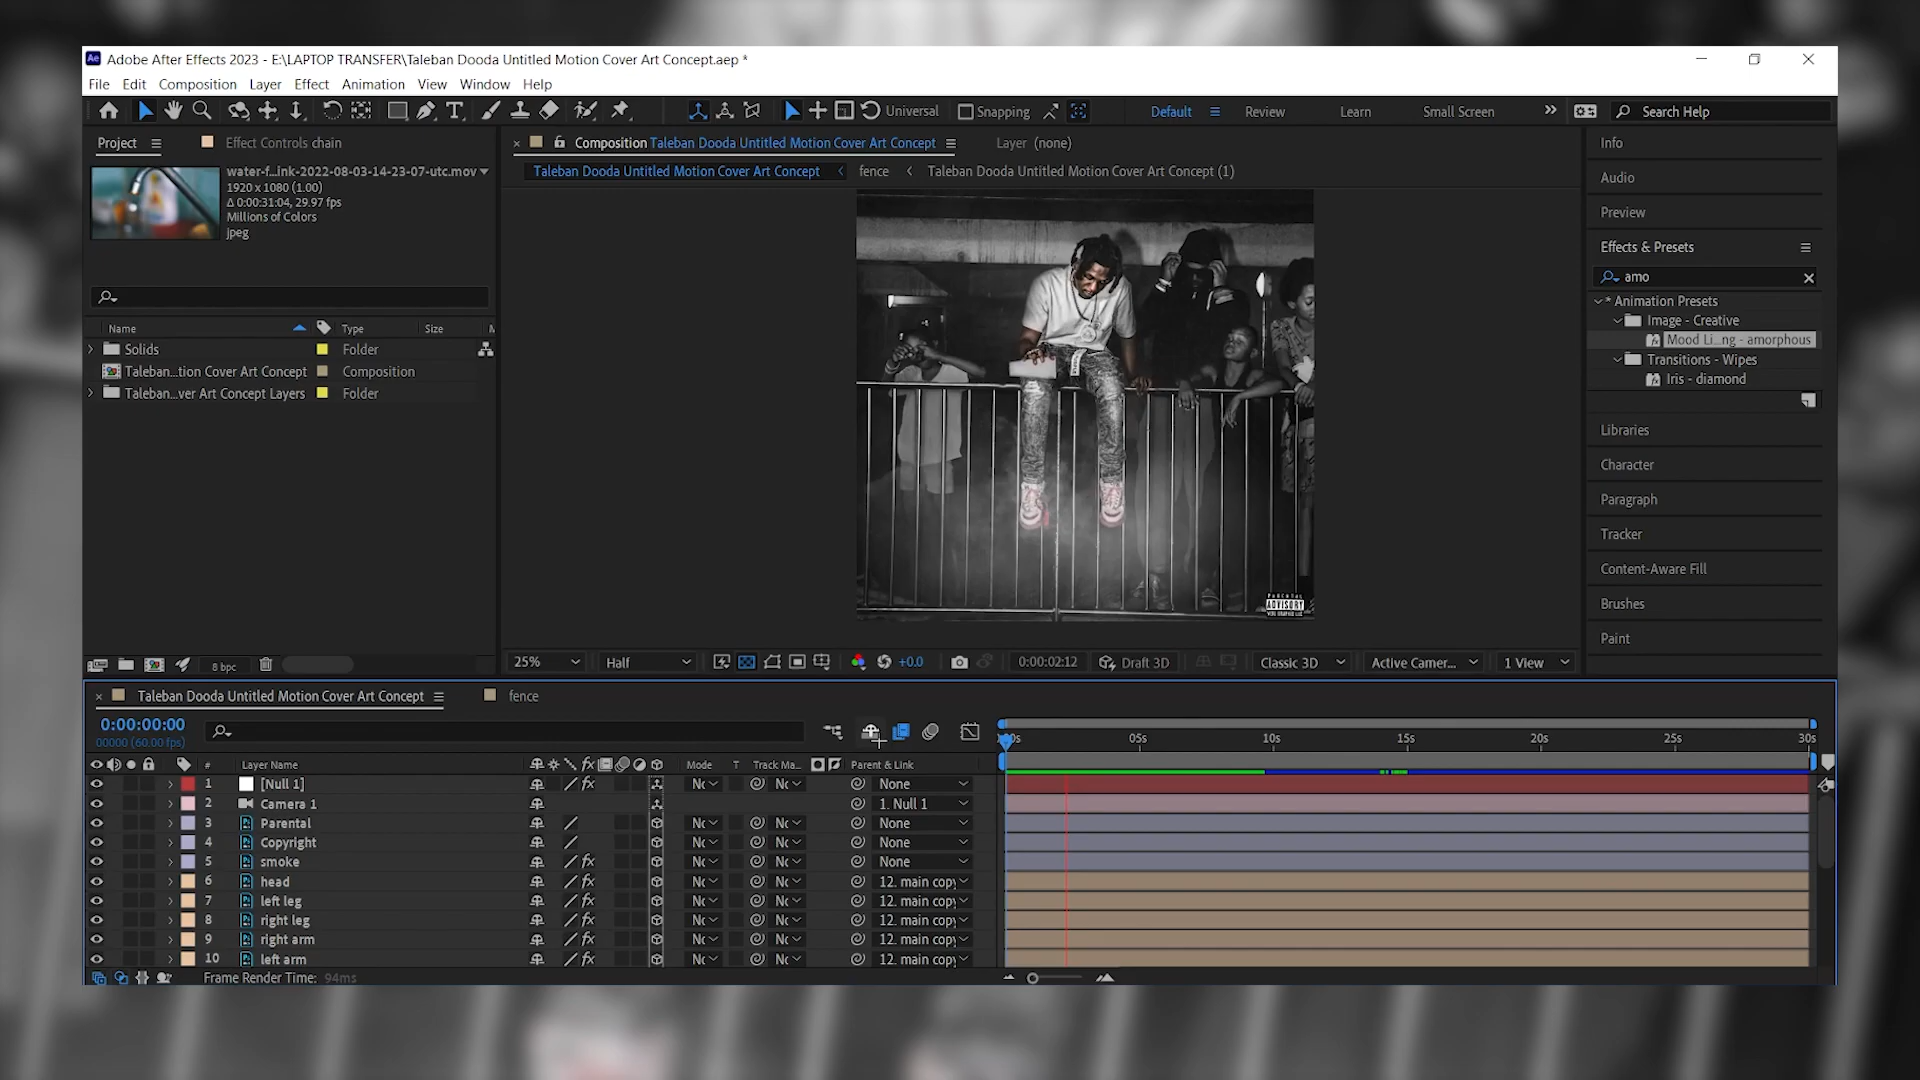 Adobe After Effects 2023 - E:\LAPTOP TRANSFER\Taleban Dooda Untitled Motion Cover Art Concept.aep *
File Edit Composition Layer Effect Animation View Window Help
Universal Snapping Default Review Learn Small Screen Search Help
Project Effect Controls chain
Composition Taleban Dooda Untitled Motion Cover Art Concept Layer (none)
Taleban Dooda Untitled Motion Cover Art Concept fence Taleban Dooda Untitled Motion Cover Art Concept (1)
water-f...ink-2022-08-03-14-23-07-utc.mov
1920 x 1080 (1.00)
Δ 0:00:31:04, 29.97 fps
Millions of Colors
jpeg
Name Type Size M
Solids Folder
Taleban...tion Cover Art Concept Composition
Taleban...ver Art Concept Layers Folder
8 bpc
PARENTAL
ADVISORY
Info
Audio
Preview
Effects & Presets
amo
* Animation Presets
Image - Creative
Mood Li...ng - amorphous
Transitions - Wipes
Iris - diamond
Libraries
Character
Paragraph
Tracker
Content-Aware Fill
Brushes
Paint
25% Half +0.0 0:00:02:12 Draft 3D Classic 3D Active Camer... 1 View
Taleban Dooda Untitled Motion Cover Art Concept fence
0:00:00:00
00000 (60.00 fps)
05s 10s 15s 20s 25s 30s
# Layer Name fx Mode T Track Ma... Parent & Link
1 [Null 1] fx None
2 Camera 1 1. Null 1
3 Parental None
4 Copyright None
5 smoke fx None
6 head fx 12. main copy
7 left leg fx 12. main copy
8 right leg fx 12. main copy
9 right arm fx 12. main copy
10 left arm fx 12. main copy
Frame Render Time: 94ms